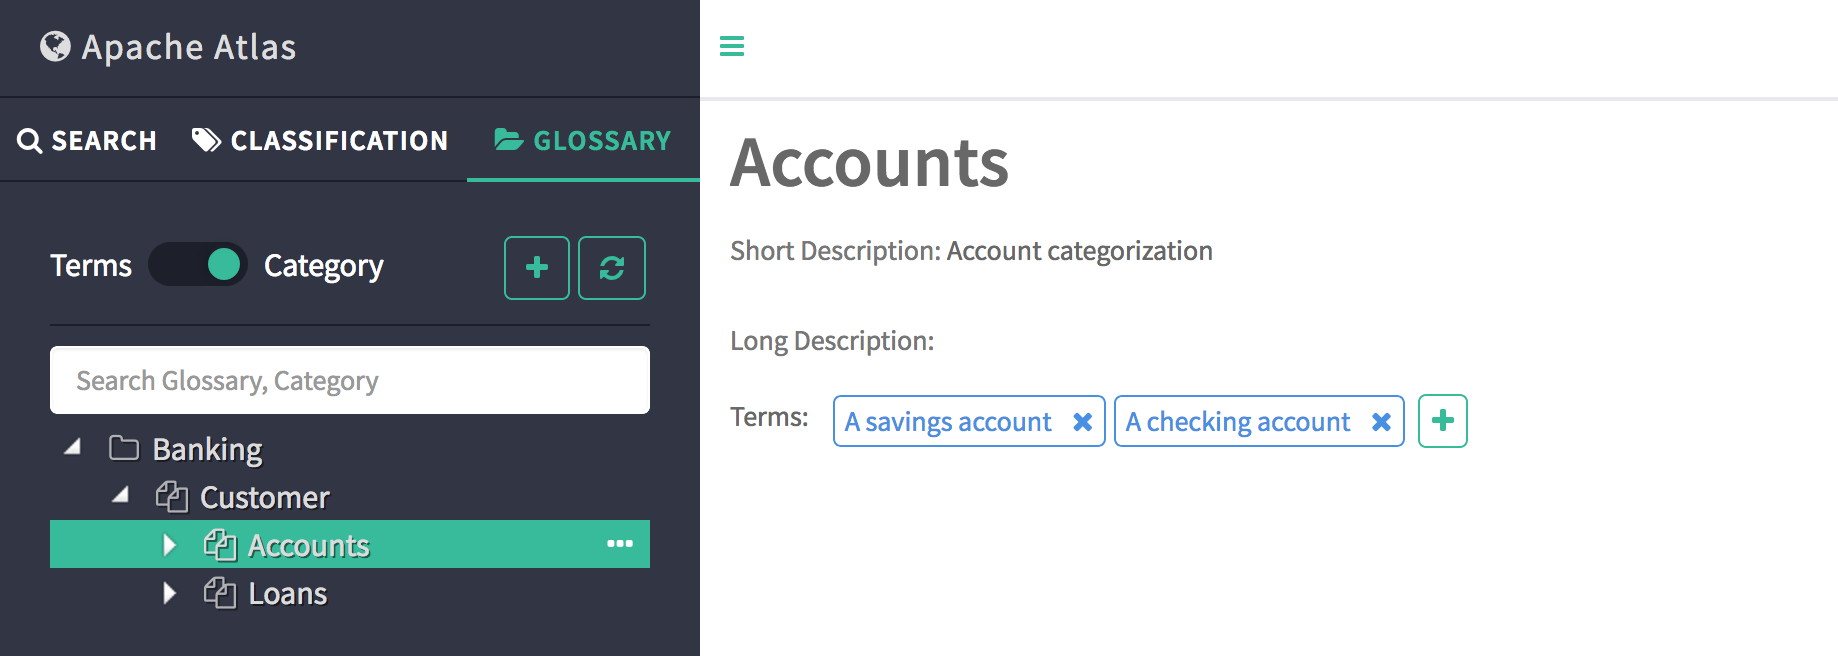 Apache Atlas
SEARCH CLASSIFICATION GLOSSARY
Terms Category
Search Glossary, Category
Banking
Customer
Accounts
Loans
Accounts
Short Description: Account categorization
Long Description:
Terms: A savings account A checking account